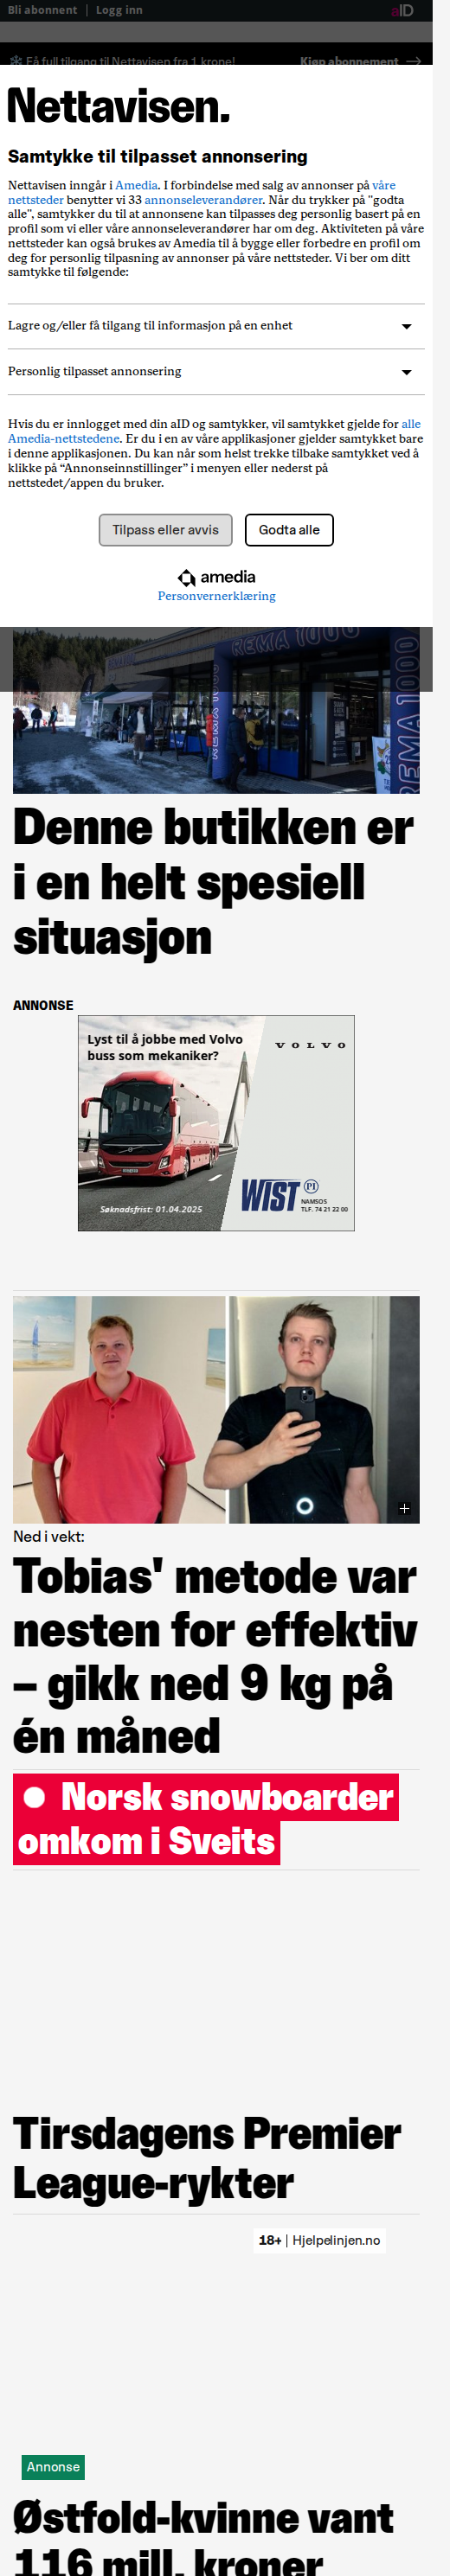 Bli abonnent | Logg inn
aID
Få full tilgang til Nettavisen fra 1 krone!
Kjøp abonnement →
Nettavisen.
Samtykke til tilpasset annonsering
Nettavisen inngår i Amedia. I forbindelse med salg av annonser på våre
nettsteder benytter vi 33 annonseleverandører. Når du trykker på "godta
alle", samtykker du til at annonsene kan tilpasses deg personlig basert på en
profil som vi eller våre annonseleverandører har om deg. Aktiviteten på våre
nettsteder kan også brukes av Amedia til å bygge eller forbedre en profil om
deg for personlig tilpasning av annonser på våre nettsteder. Vi ber om ditt
samtykke til følgende:
Lagre og/eller få tilgang til informasjon på en enhet
Personlig tilpasset annonsering
Hvis du er innlogget med din aID og samtykker, vil samtykket gjelde for alle
Amedia-nettstedene. Er du i en av våre applikasjoner gjelder samtykket bare
i denne applikasjonen. Du kan når som helst trekke tilbake samtykket ved å
klikke på “Annonseinnstillinger” i menyen eller nederst på
nettstedet/appen du bruker.
Tilpass eller avvis
Godta alle
amedia
Personvernerklæring
REMA 1000
REMA 1000
REMA 1000
Denne butikken er
i en helt spesiell
situasjon
ANNONSE
Lyst til å jobbe med Volvo
buss som mekaniker?
VOLVO
WIST PI
NAMSOS
TLF. 74 21 22 00
Søknadsfrist: 01.04.2025
Ned i vekt:
Tobias' metode var
nesten for effektiv
– gikk ned 9 kg på
én måned
Norsk snowboarder
omkom i Sveits
Tirsdagens Premier
League-rykter
18+ | Hjelpelinjen.no
Annonse
Østfold-kvinne vant
116 mill. kroner